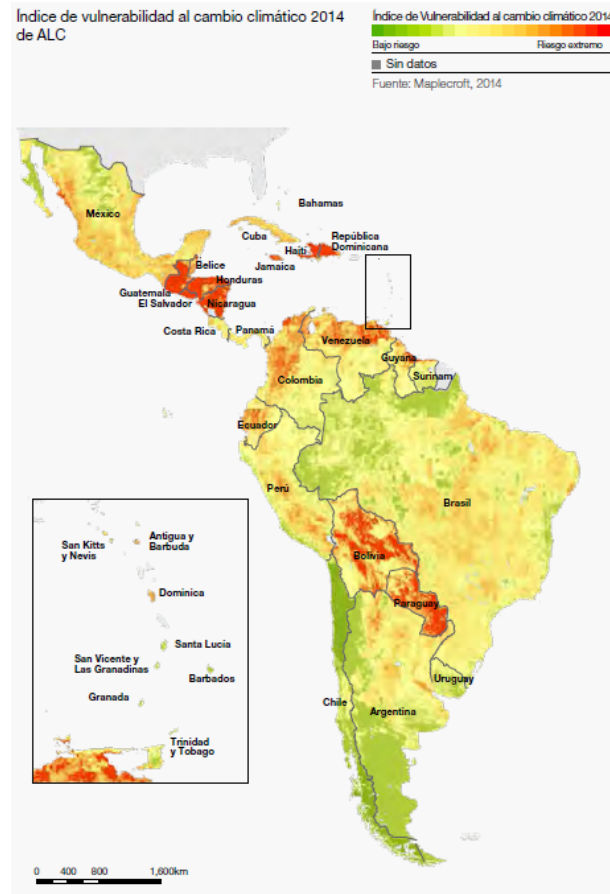 Índice de vulnerabilidad al cambio climático 2014
de ALC
Índice de Vulnerabilidad al cambio climático 2014
Bajo riesgo Riesgo extremo
Sin datos
Fuente: Maplecroft, 2014
México
Bahamas
Cuba
Haití
República
Dominicana
Jamaica
Belice
Honduras
Guatemala
El Salvador
Nicaragua
Costa Rica
Panamá
Venezuela
Guyana
Surinam
Colombia
Ecuador
Perú
Brasil
Bolivia
Paraguay
Uruguay
Chile
Argentina
San Kitts
y Nevis
Antigua y
Barbuda
Dominica
Santa Lucía
San Vicente y
Las Granadinas
Barbados
Granada
Trinidad
y Tobago
0 400 800 1,600km